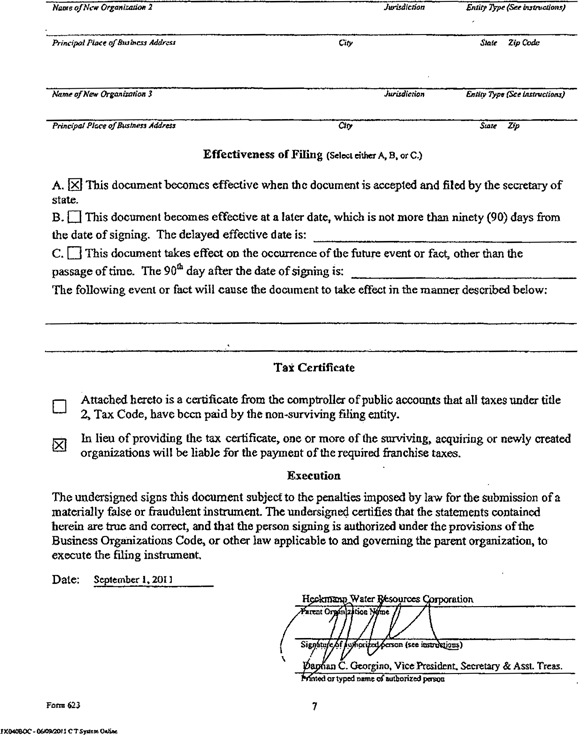 Name of New Organization 2 Jurisdiction Entity Type (See instructions)
Principal Place of Business Address City State Zip Code
Name of New Organization 3 Jurisdiction Entity Type (See instructions)
Principal Place of Business Address City State Zip
Effectiveness of Filing (Select either A, B, or C.)
A. ☒ This document becomes effective when the document is accepted and filed by the secretary of
state.
B. ☐ This document becomes effective at a later date, which is not more than ninety (90) days from
the date of signing. The delayed effective date is:
C. ☐ This document takes effect on the occurrence of the future event or fact, other than the
passage of time. The 90th day after the date of signing is:
The following event or fact will cause the document to take effect in the manner described below:
Tax Certificate
☐ Attached hereto is a certificate from the comptroller of public accounts that all taxes under title
2, Tax Code, have been paid by the non-surviving filing entity.
☒ In lieu of providing the tax certificate, one or more of the surviving, acquiring or newly created
organizations will be liable for the payment of the required franchise taxes.
Execution
The undersigned signs this document subject to the penalties imposed by law for the submission of a
materially false or fraudulent instrument. The undersigned certifies that the statements contained
herein are true and correct, and that the person signing is authorized under the provisions of the
Business Organizations Code, or other law applicable to and governing the parent organization, to
execute the filing instrument.
Date: September 1, 2011
Heckmann Water Resources Corporation
Parent Organization Name
Signature of authorized person (see instructions)
Damian C. Georgino, Vice President, Secretary & Asst. Treas.
Printed or typed name of authorized person
Form 623
7
TX040BOC - 06/09/2011 C T System Online